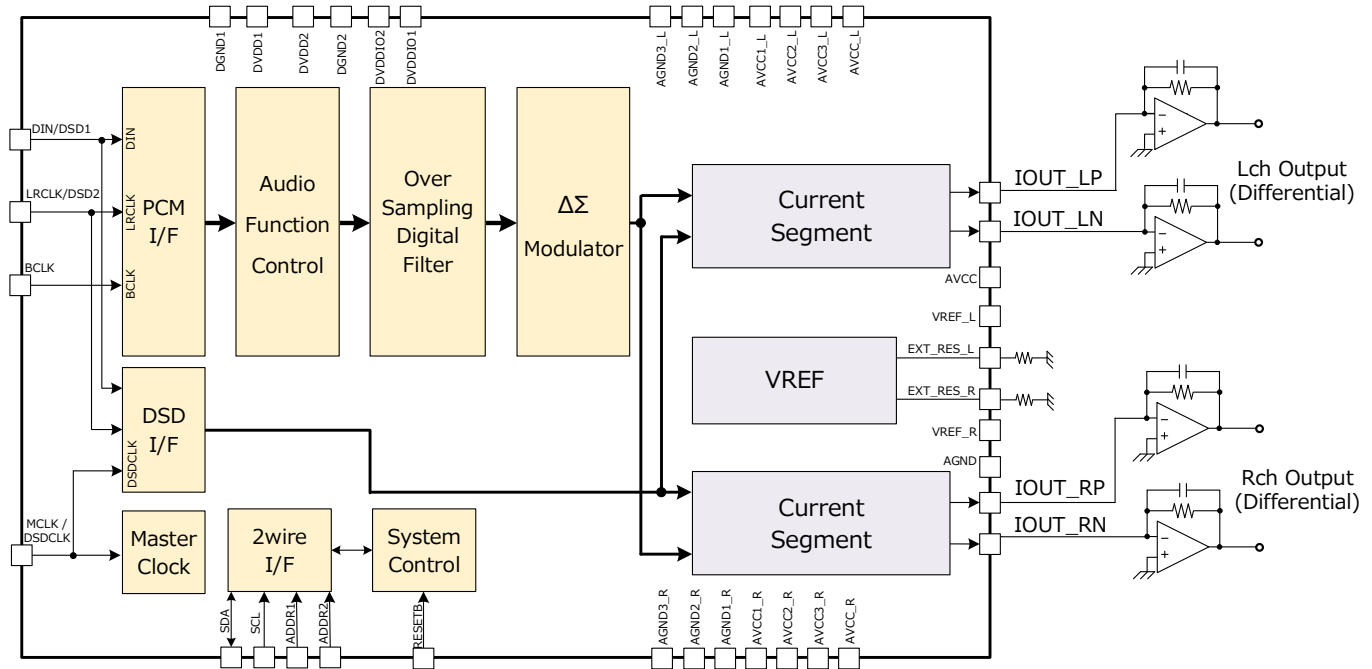 DGND1
DVDD1
DVDD2
DGND2
DVDDIO2
DVDDIO1
AGND3_L
AGND2_L
AGND1_L
AVCC1_L
AVCC2_L
AVCC3_L
AVCC_L
DIN/DSD1
LRCLK/DSD2
BCLK
DIN
LRCLK
BCLK
PCM
I/F
Audio
Function
Control
Over
Sampling
Digital
Filter
ΔΣ
Modulator
Current
Segment
IOUT_LP
IOUT_LN
Lch Output
(Differential)
AVCC
VREF_L
VREF
EXT_RES_L
EXT_RES_R
VREF_R
AGND
DSD
I/F
DSDCLK
MCLK /
DSDCLK
Master
Clock
2wire
I/F
System
Control
Current
Segment
IOUT_RP
IOUT_RN
Rch Output
(Differential)
SDA
SCL
ADDR1
ADDR2
RESETB
AGND3_R
AGND2_R
AGND1_R
AVCC1_R
AVCC2_R
AVCC3_R
AVCC_R